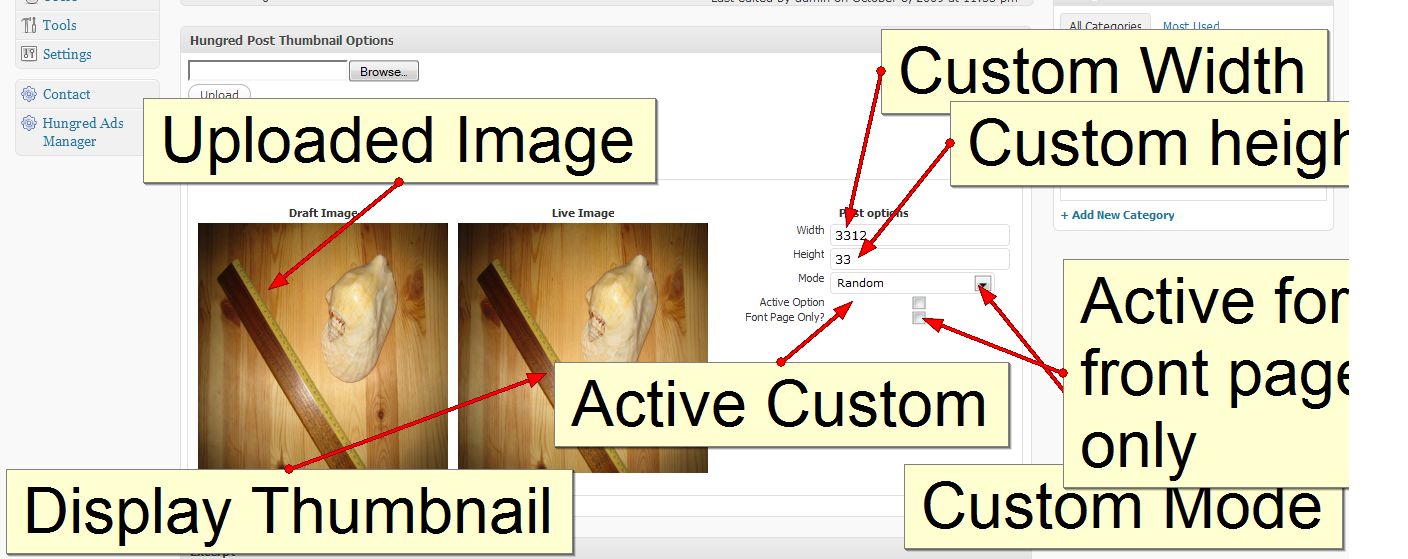 Last edited by admin on October 6, 2009 at 11:55 pm
Tools
Settings
Contact
Hungred Ads
Manager
Hungred Post Thumbnail Options
Browse...
Upload
All Categories
Most Used
Custom Width
Custom heigh
Uploaded Image
Draft Image
Live Image
Post options
Width
3312
Height
33
Mode
Random
Active Option
Font Page Only?
+ Add New Category
Active for
front page
only
Active Custom
Custom Mode
Display Thumbnail
Excerpt